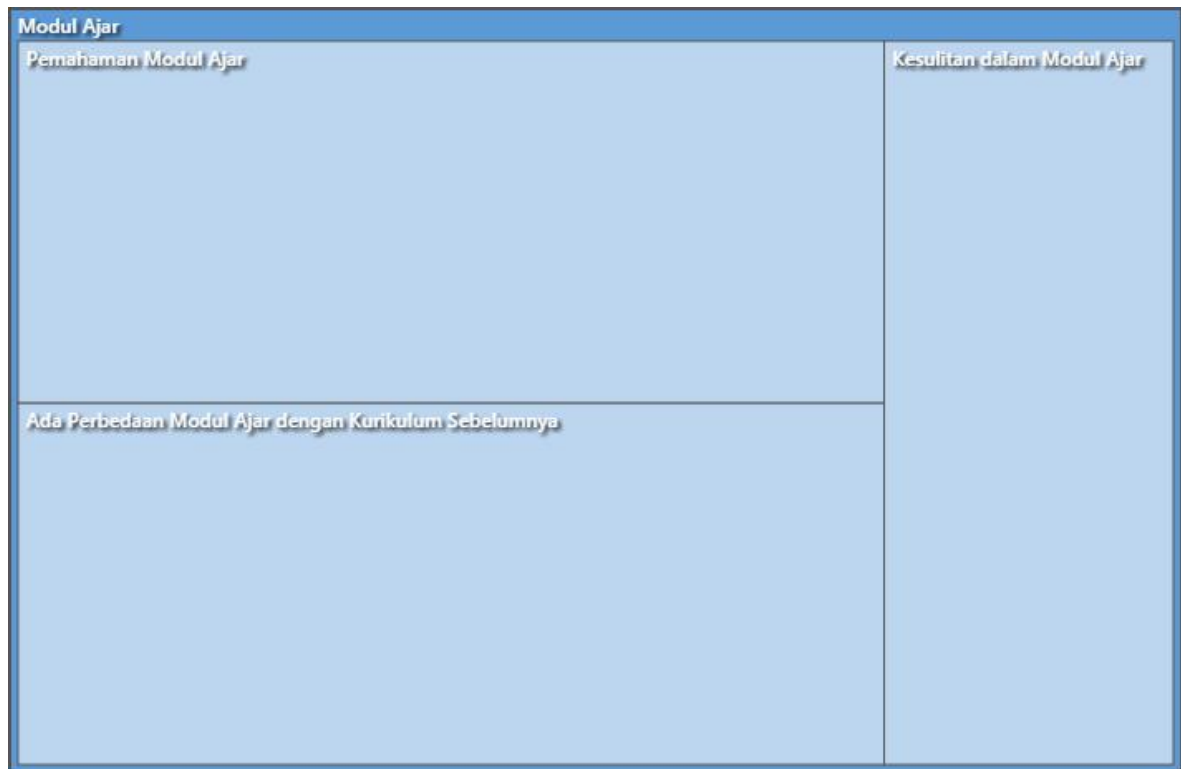 Modul Ajar
Pemahaman Modul Ajar
Kesulitan dalam Modul Ajar
Ada Perbedaan Modul Ajar dengan Kurikulum Sebelumnya